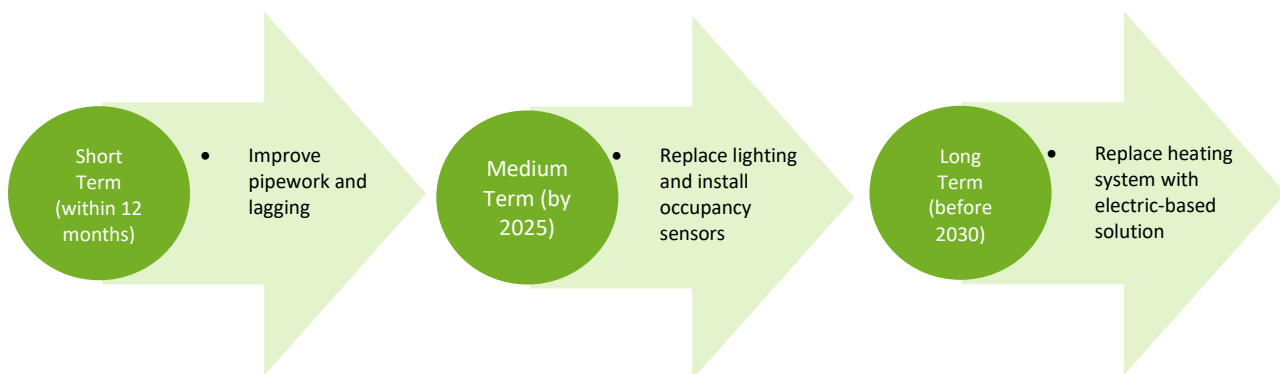 Short
Term
(within 12
months)
• Improve
pipework and
lagging
Medium
Term (by
2025)
• Replace lighting
and install
occupancy
sensors
Long
Term
(before
2030)
• Replace heating
system with
electric-based
solution